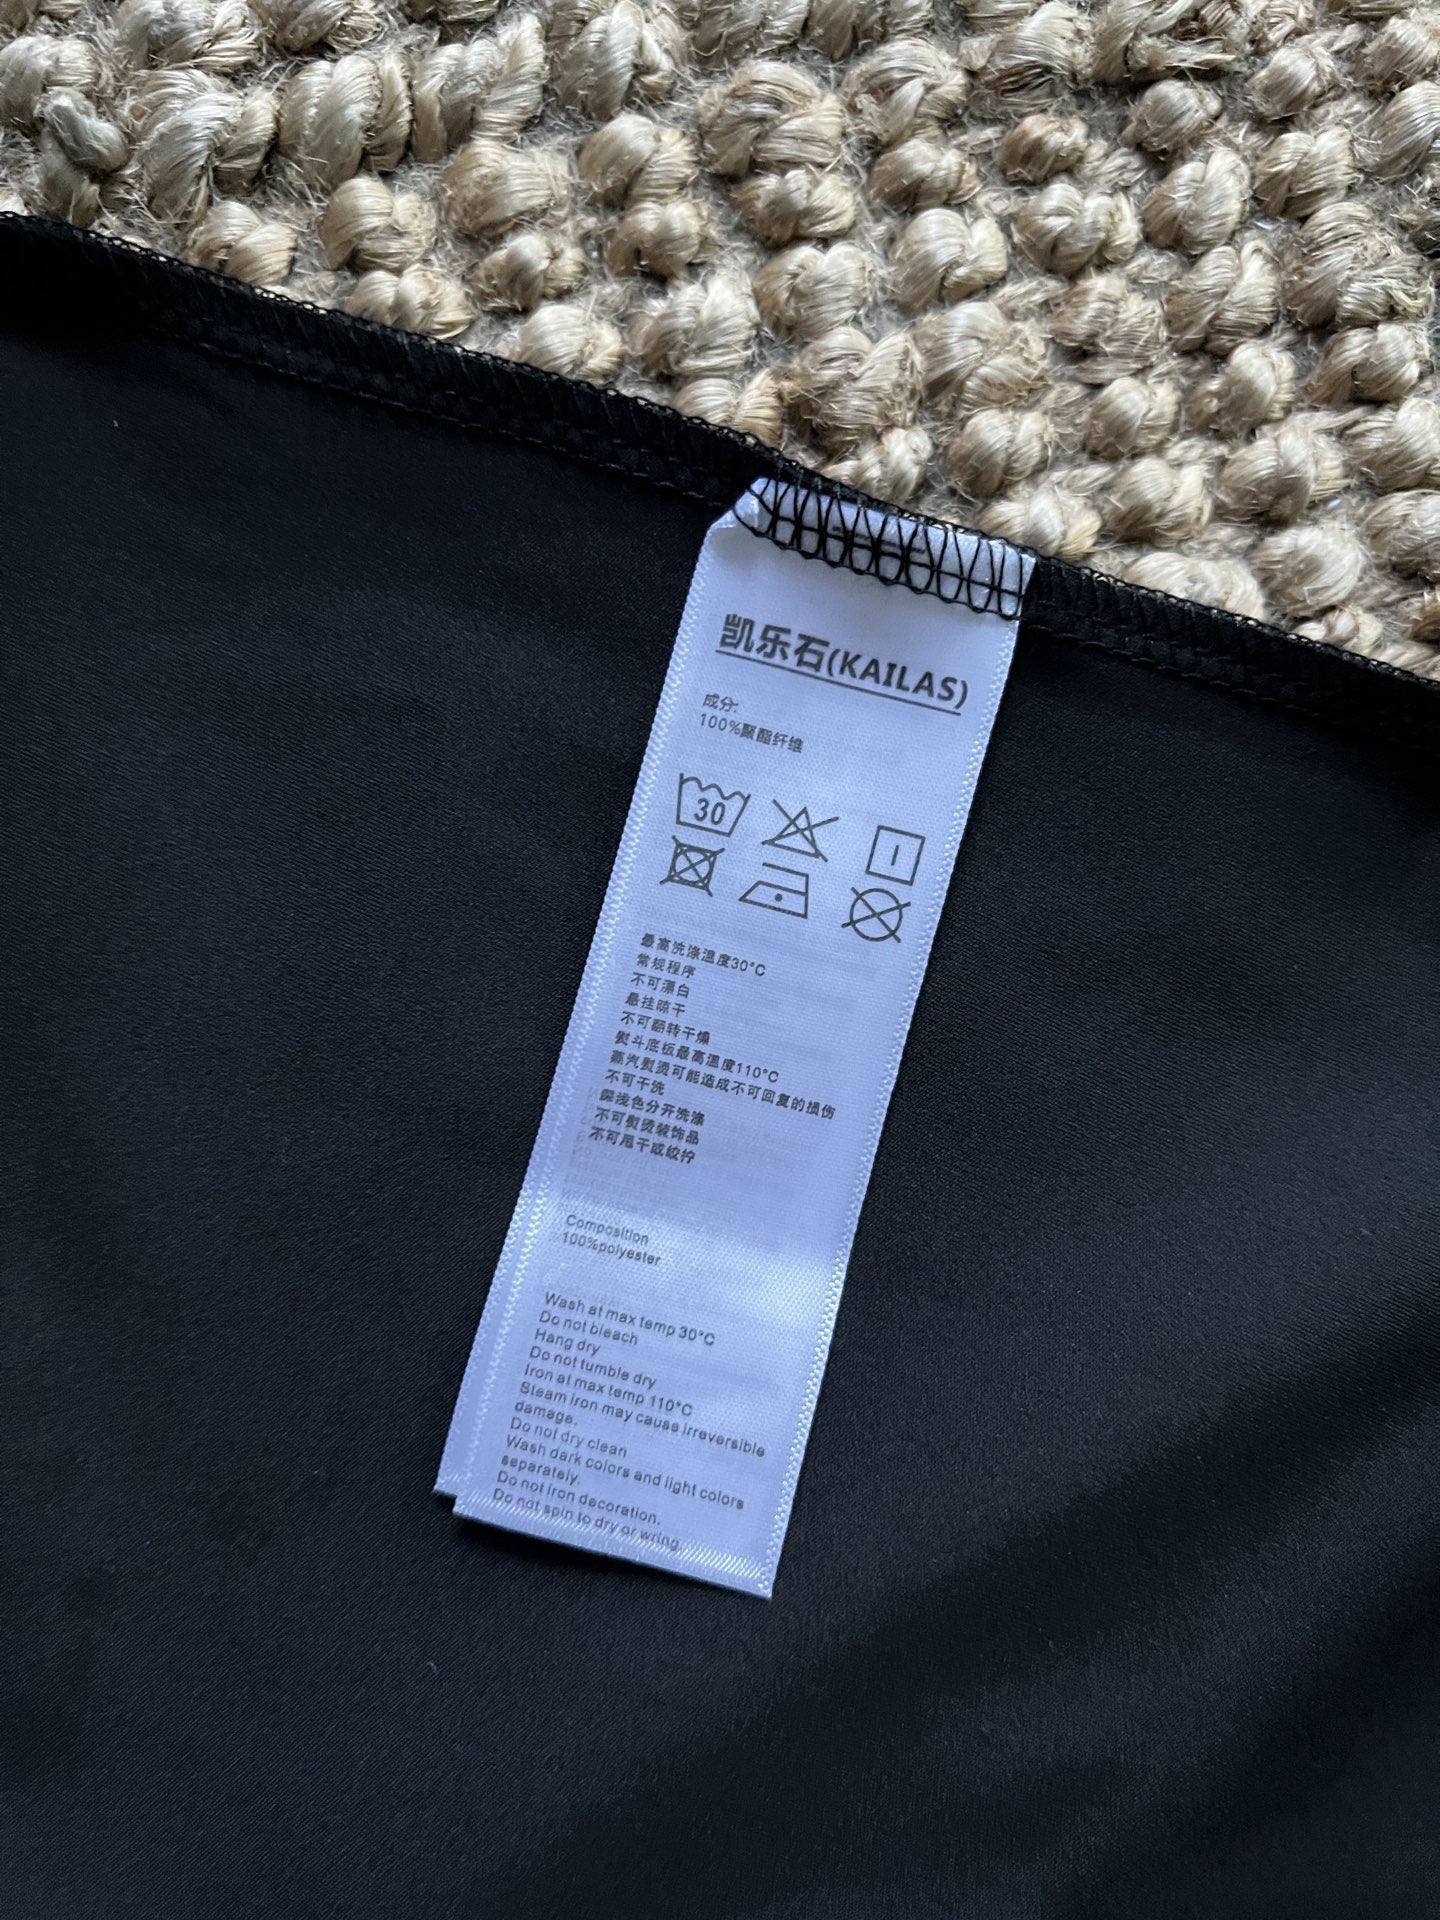 凯乐石(KAILAS)
成分:
100%聚酯纤维
30
最高洗涤温度30°C
常规程序
不可漂白
悬挂晾干
不可翻转干燥
熨斗底板最高温度110°C
蒸汽熨烫可能造成不可回复的损伤
不可干洗
深浅色分开洗涤
不可熨烫装饰品
不可甩干或绞拧
Composition
100%polyester
Wash at max temp 30°C
Do not bleach
Hang dry
Do not tumble dry
Iron at max temp 110°C
Steam iron may cause irreversible
damage.
Do not dry clean
Wash dark colors and light colors
separately.
Do not iron decoration.
Do not spin to dry or wring.